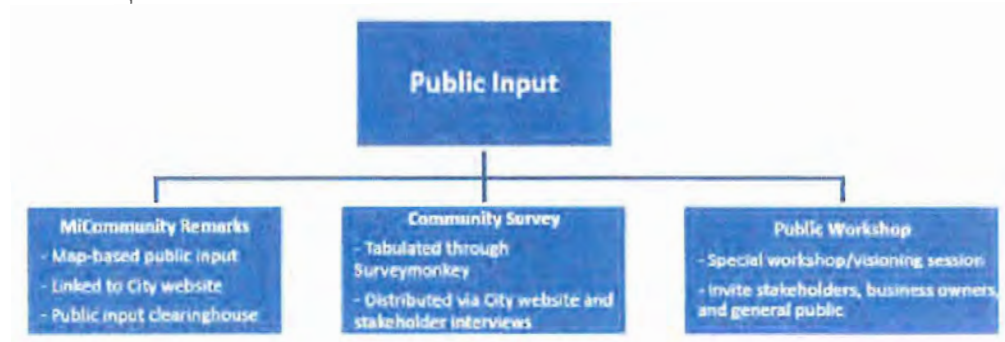 Public Input
MiCommunity Remarks
- Map-based public input
- Linked to City website
- Public input clearinghouse
Community Survey
- Tabulated through
Surveymonkey
- Distributed via City website and
stakeholder interviews
Public Workshop
- Special workshop/visioning session
- Invite stakeholders, business owners,
and general public